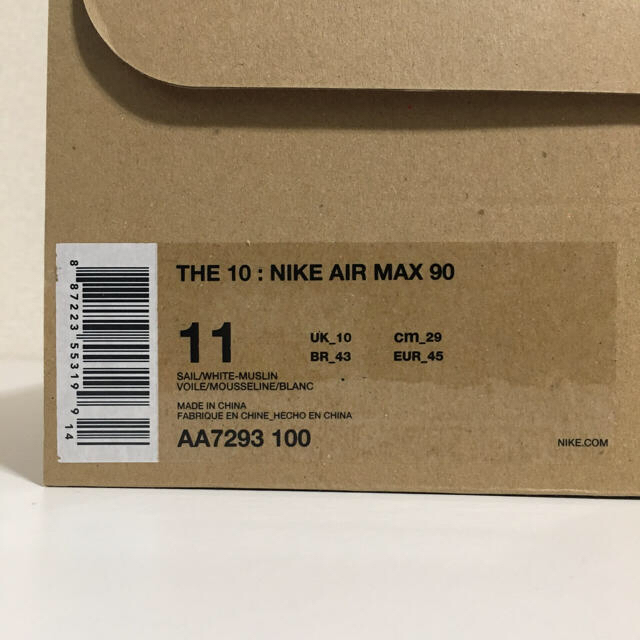 THE 10 : NIKE AIR MAX 90
11
UK_10 cm_29
BR_43 EUR_45
SAIL/WHITE-MUSLIN
VOILE/MOUSSELINE/BLANC
MADE IN CHINA
FABRIQUE EN CHINE_HECHO EN CHINA
AA7293 100
NIKE.COM
8 87223 55319 9 14